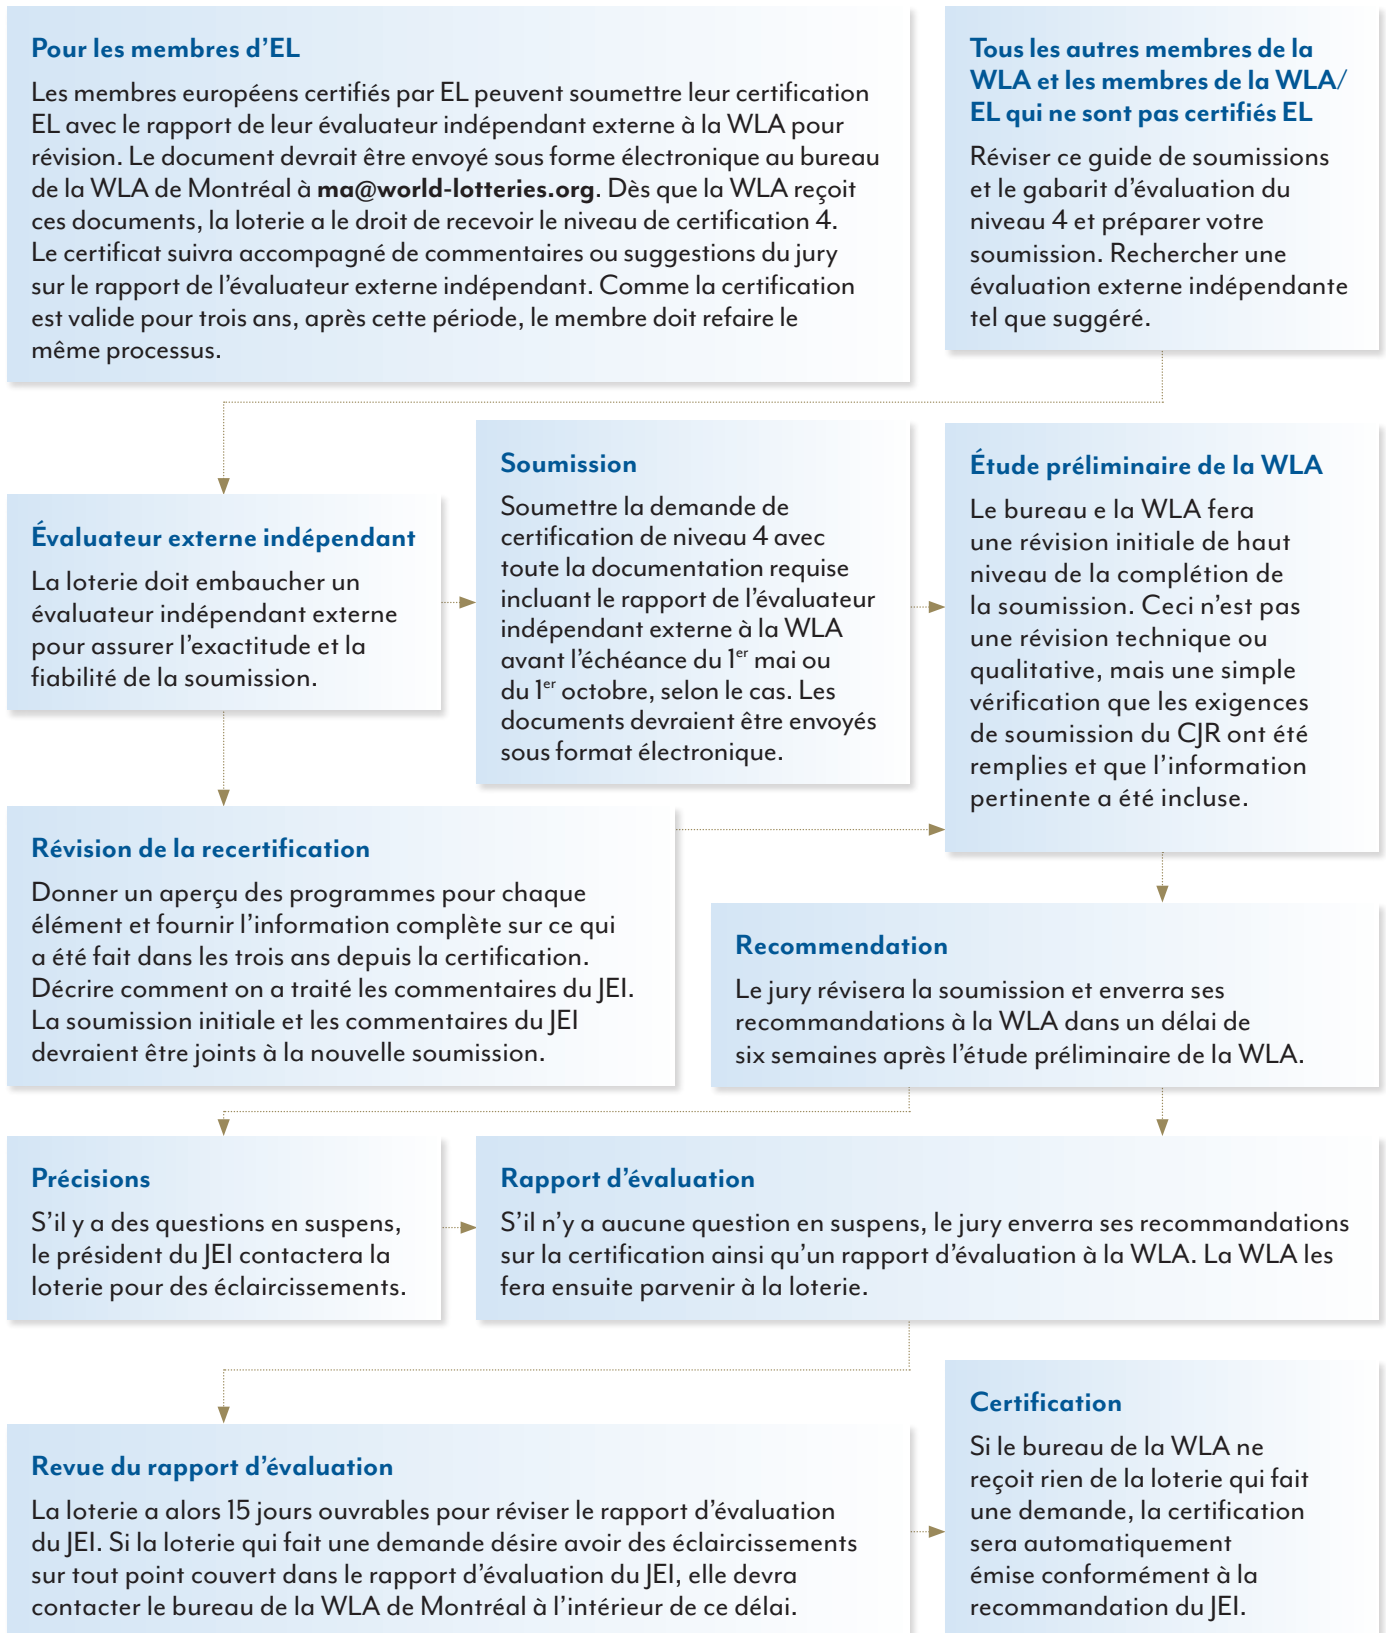 Pour les membres d’EL
Les membres européens certifiés par EL peuvent soumettre leur certification
EL avec le rapport de leur évaluateur indépendant externe à la WLA pour
révision. Le document devrait être envoyé sous forme électronique au bureau
de la WLA de Montréal à ma@world-lotteries.org. Dès que la WLA reçoit
ces documents, la loterie a le droit de recevoir le niveau de certification 4.
Le certificat suivra accompagné de commentaires ou suggestions du jury
sur le rapport de l’évaluateur externe indépendant. Comme la certification
est valide pour trois ans, après cette période, le membre doit refaire le
même processus.
Tous les autres membres de la
WLA et les membres de la WLA/
EL qui ne sont pas certifiés EL
Réviser ce guide de soumissions
et le gabarit d’évaluation du
niveau 4 et préparer votre
soumission. Rechercher une
évaluation externe indépendante
tel que suggéré.
Évaluateur externe indépendant
La loterie doit embaucher un
évaluateur indépendant externe
pour assurer l’exactitude et la
fiabilité de la soumission.
Soumission
Soumettre la demande de
certification de niveau 4 avec
toute la documentation requise
incluant le rapport de l’évaluateur
indépendant externe à la WLA
avant l’échéance du 1er mai ou
du 1er octobre, selon le cas. Les
documents devraient être envoyés
sous format électronique.
Étude préliminaire de la WLA
Le bureau e la WLA fera
une révision initiale de haut
niveau de la complétion de
la soumission. Ceci n’est pas
une révision technique ou
qualitative, mais une simple
vérification que les exigences
de soumission du CJR ont été
remplies et que l’information
pertinente a été incluse.
Révision de la recertification
Donner un aperçu des programmes pour chaque
élément et fournir l’information complète sur ce qui
a été fait dans les trois ans depuis la certification.
Décrire comment on a traité les commentaires du JEI.
La soumission initiale et les commentaires du JEI
devraient être joints à la nouvelle soumission.
Recommendation
Le jury révisera la soumission et enverra ses
recommandations à la WLA dans un délai de
six semaines après l’étude préliminaire de la WLA.
Précisions
S’il y a des questions en suspens,
le président du JEI contactera la
loterie pour des éclaircissements.
Rapport d’évaluation
S’il n’y a aucune question en suspens, le jury enverra ses recommandations
sur la certification ainsi qu’un rapport d’évaluation à la WLA. La WLA les
fera ensuite parvenir à la loterie.
Revue du rapport d’évaluation
La loterie a alors 15 jours ouvrables pour réviser le rapport d’évaluation
du JEI. Si la loterie qui fait une demande désire avoir des éclaircissements
sur tout point couvert dans le rapport d’évaluation du JEI, elle devra
contacter le bureau de la WLA de Montréal à l’intérieur de ce délai.
Certification
Si le bureau de la WLA ne
reçoit rien de la loterie qui fait
une demande, la certification
sera automatiquement
émise conformément à la
recommandation du JEI.